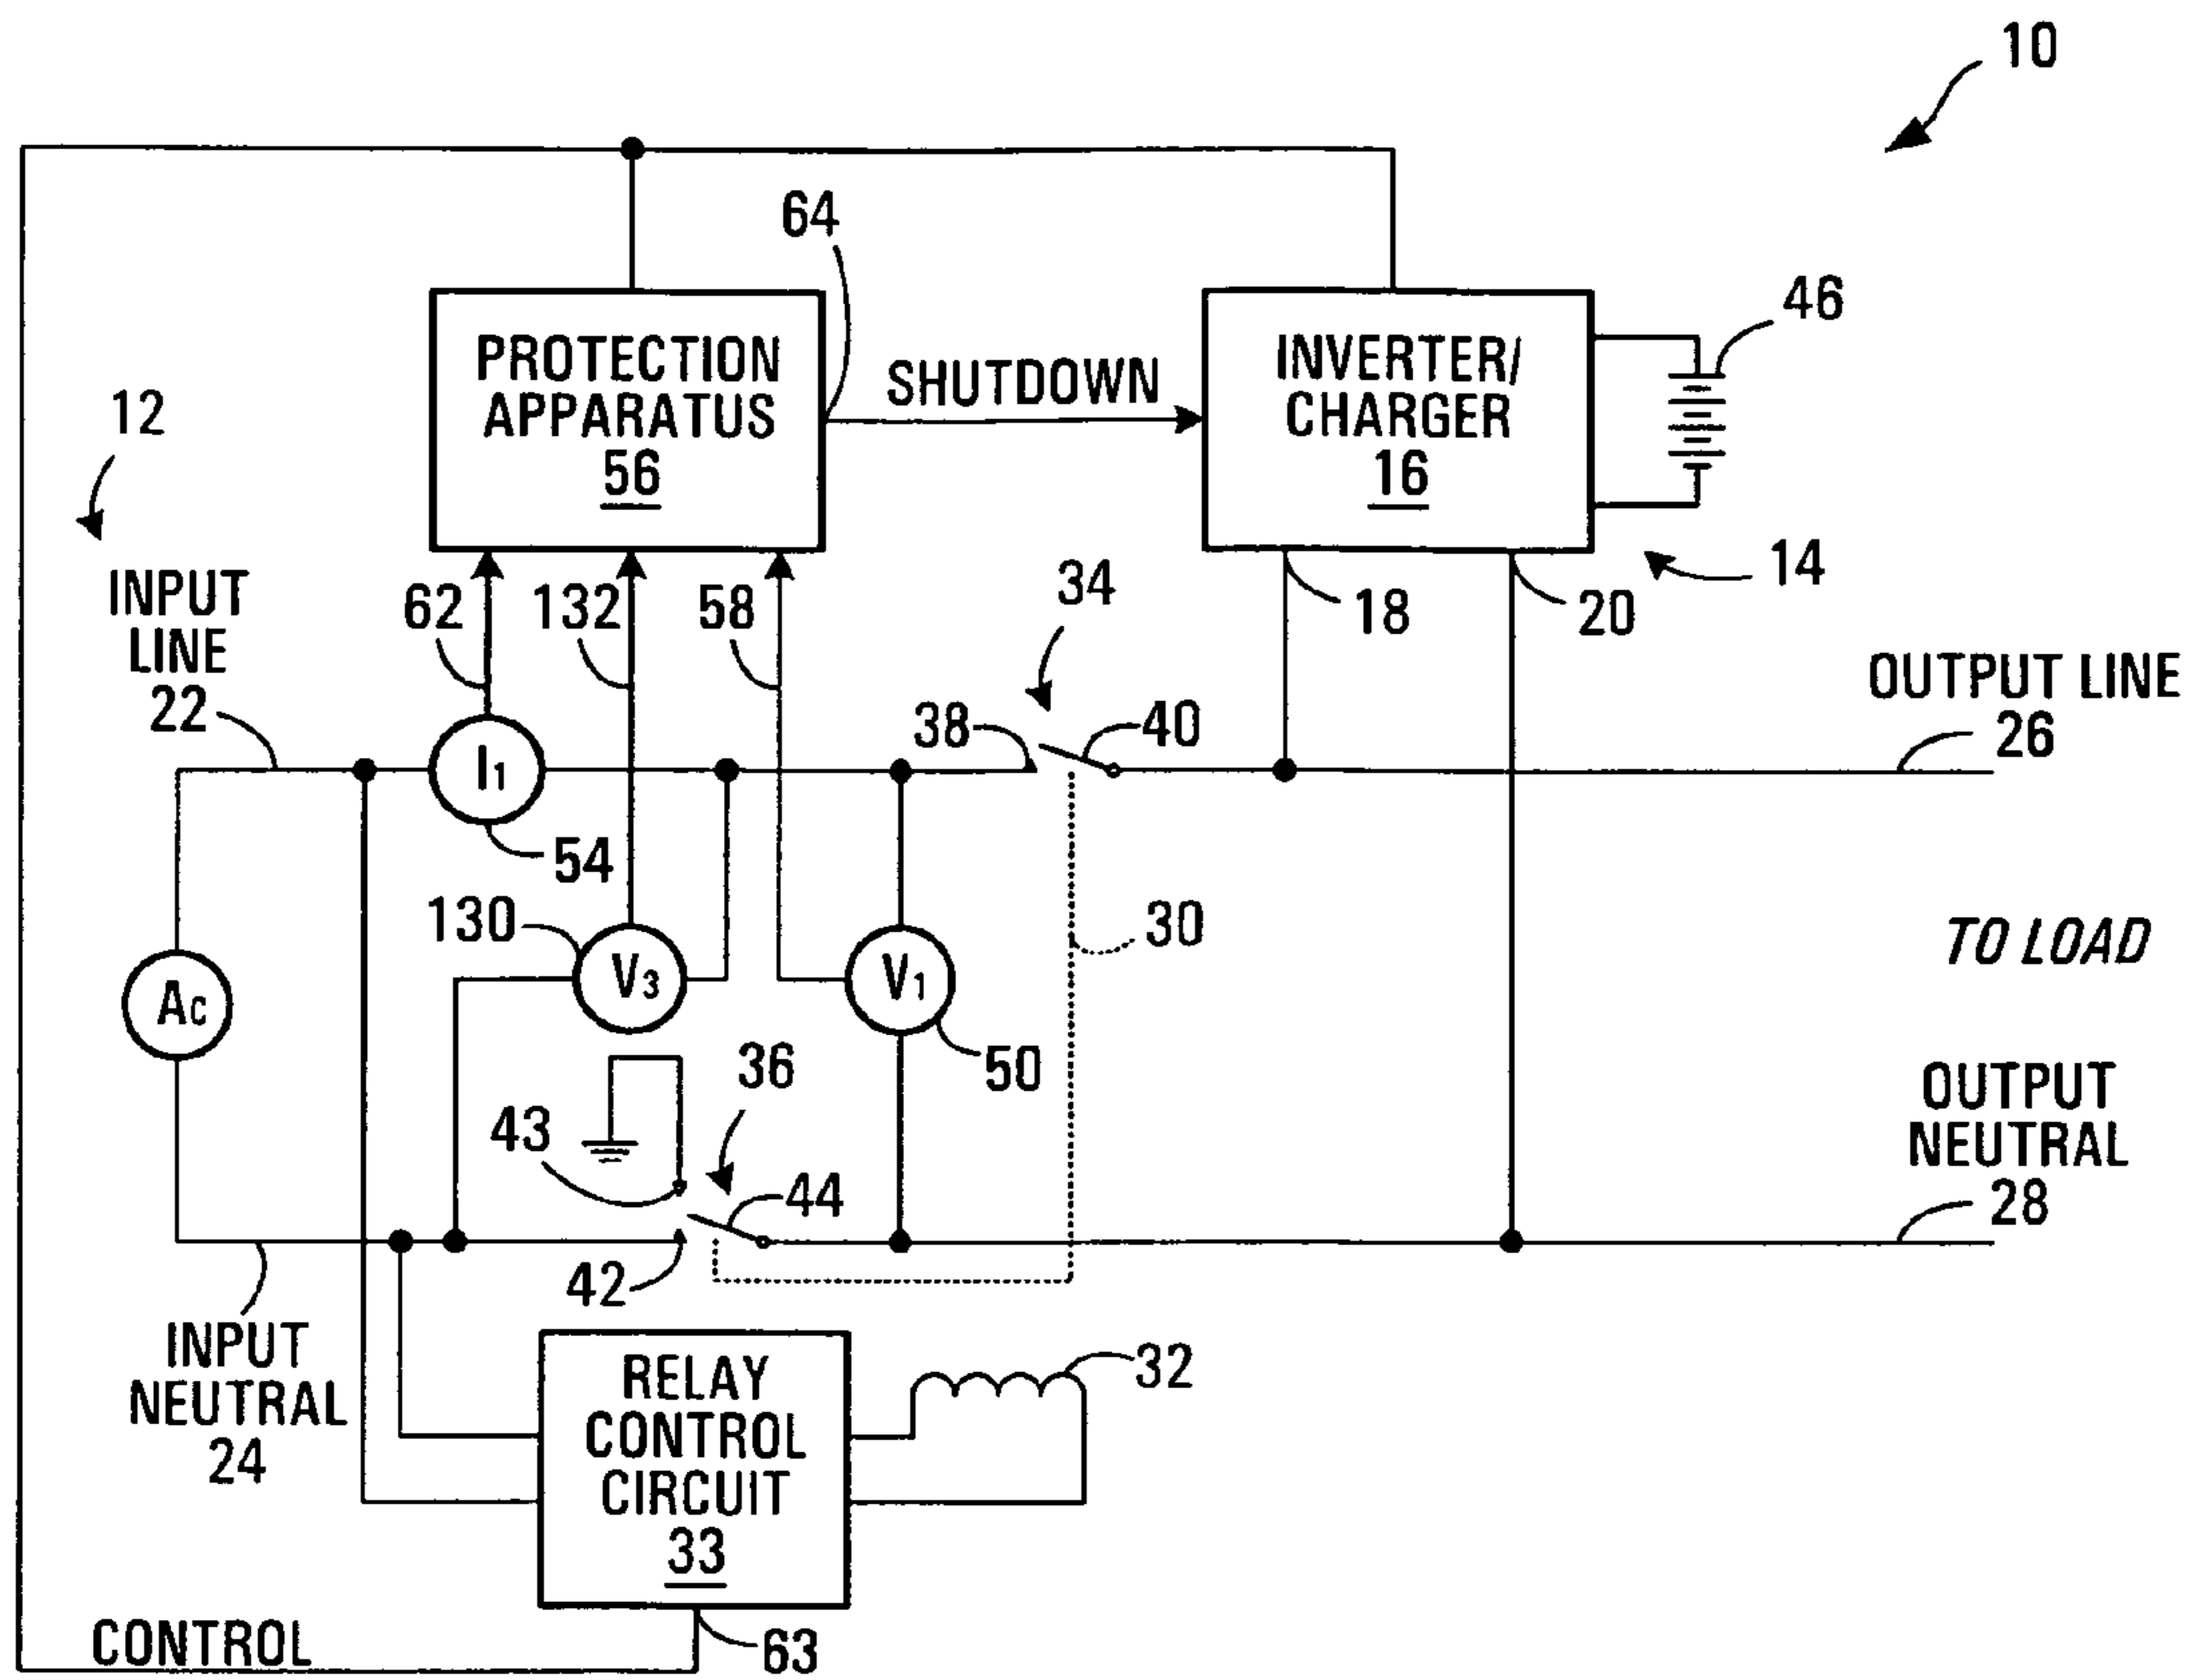 10
64
PROTECTION
APPARATUS
56
SHUTDOWN
INVERTER/
CHARGER
16
46
12
14
INPUT
LINE
22
62
132
58
34
18
20
OUTPUT LINE
26
38
40
I1
54
130
V3
V1
30
TO LOAD
AC
50
36
43
44
OUTPUT
NEUTRAL
28
42
INPUT
NEUTRAL
24
RELAY
CONTROL
CIRCUIT
33
32
CONTROL
63